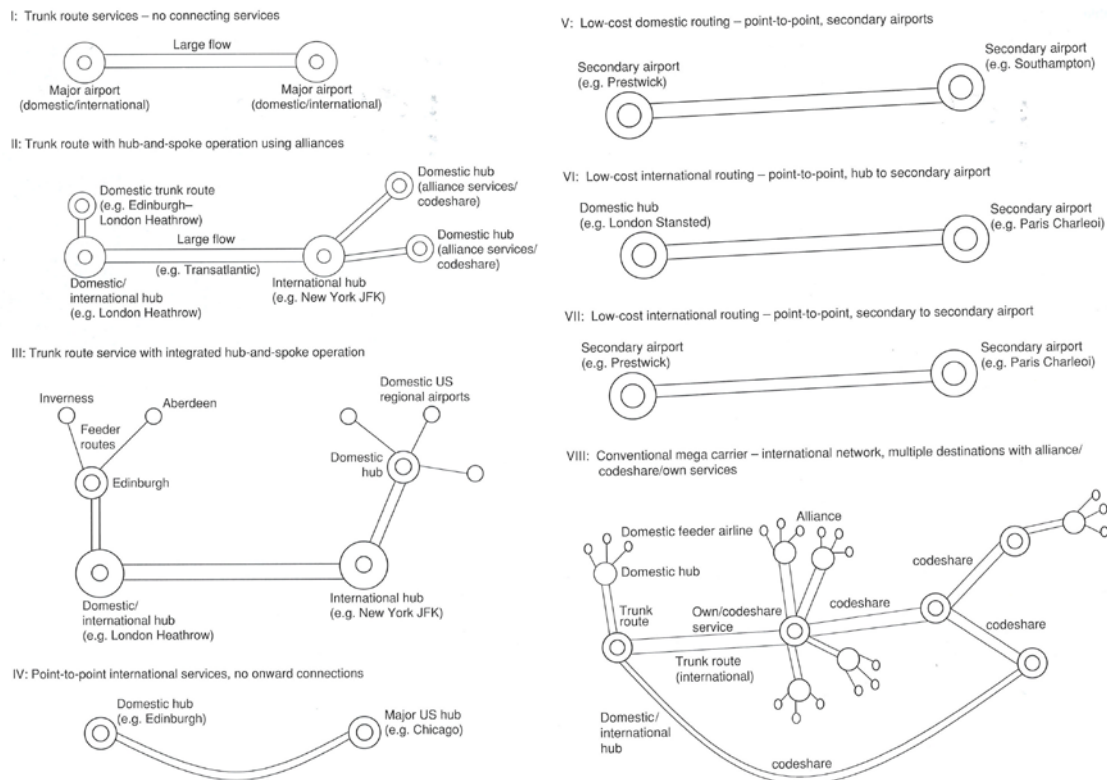 I: Trunk route services – no connecting services
Large flow
Major airport
(domestic/international)
Major airport
(domestic/international)
II: Trunk route with hub-and-spoke operation using alliances
Domestic trunk route
(e.g. Edinburgh–
London Heathrow)
Domestic hub
(alliance services/
codeshare)
Large flow
(e.g. Transatlantic)
Domestic hub
(alliance services/
codeshare)
Domestic/
international hub
(e.g. London Heathrow)
International hub
(e.g. New York JFK)
III: Trunk route service with integrated hub-and-spoke operation
Inverness
Aberdeen
Feeder
routes
Edinburgh
Domestic US
regional airports
Domestic
hub
Domestic/
international hub
(e.g. London Heathrow)
International hub
(e.g. New York JFK)
IV: Point-to-point international services, no onward connections
Domestic hub
(e.g. Edinburgh)
Major US hub
(e.g. Chicago)
V: Low-cost domestic routing – point-to-point, secondary airports
Secondary airport
(e.g. Prestwick)
Secondary airport
(e.g. Southampton)
VI: Low-cost international routing – point-to-point, hub to secondary airport
Domestic hub
(e.g. London Stansted)
Secondary airport
(e.g. Paris Charleoi)
VII: Low-cost international routing – point-to-point, secondary to secondary airport
Secondary airport
(e.g. Prestwick)
Secondary airport
(e.g. Paris Charleoi)
VIII: Conventional mega carrier – international network, multiple destinations with alliance/
codeshare/own services
Domestic feeder airline
Alliance
Domestic hub
codeshare
Trunk
route
Own/codeshare
service
codeshare
codeshare
Trunk route
(international)
Domestic/
international
hub
codeshare